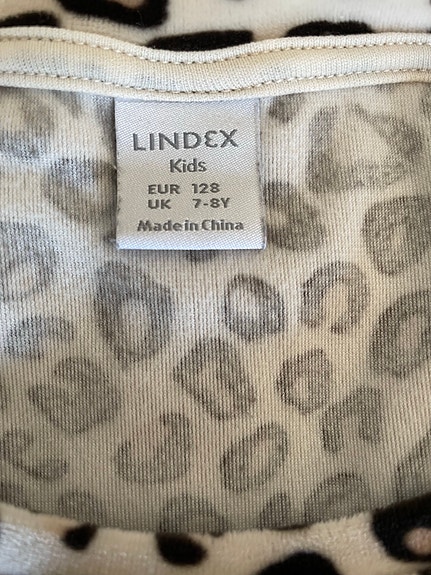 LINDEX
Kids
EUR 128
UK 7-8Y
Made in China